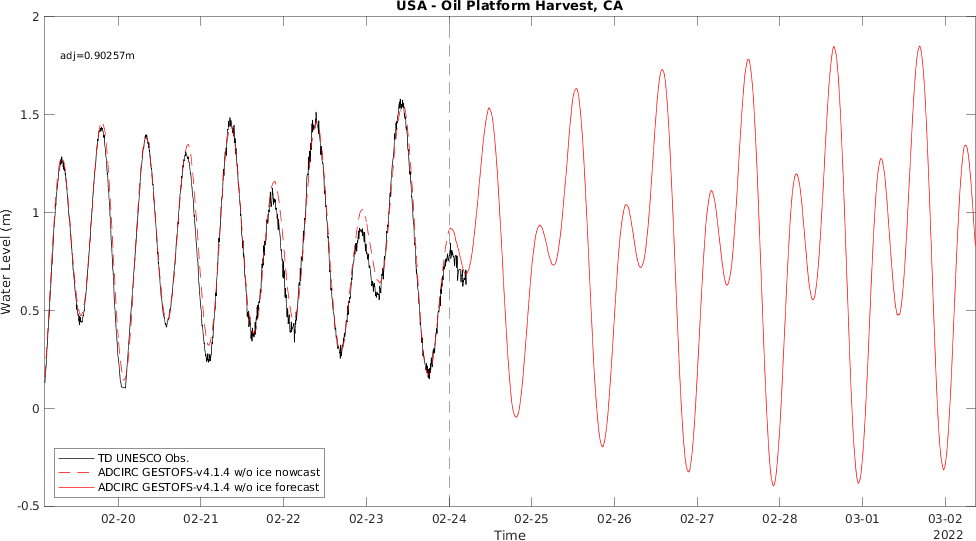 USA - Oil Platform Harvest, CA
2
adj=0.90257m
1.5
1
0.5
0
-0.5
Water Level (m)
TD UNESCO Obs.
ADCIRC GESTOFS-v4.1.4 w/o ice nowcast
ADCIRC GESTOFS-v4.1.4 w/o ice forecast
02-20 02-21 02-22 02-23 02-24 02-25 02-26 02-27 02-28 03-01 03-02
Time
2022